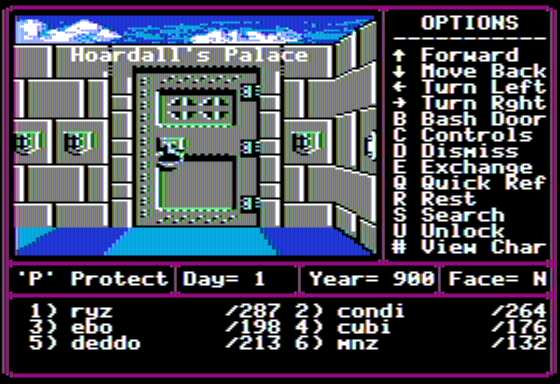 OPTIONS
Hoardall's Palace
↑ Forward
↓ Move Back
← Turn Left
→ Turn Rght
B Bash Door
C Controls
D Dismiss
E Exchange
Q Quick Ref
R Rest
S Search
U Unlock
# View Char
'P' Protect Day= 1 Year= 900 Face= N
1) ryz /287 2) condi /264
3) ebo /198 4) cubi /176
5) deddo /213 6) mnz /132